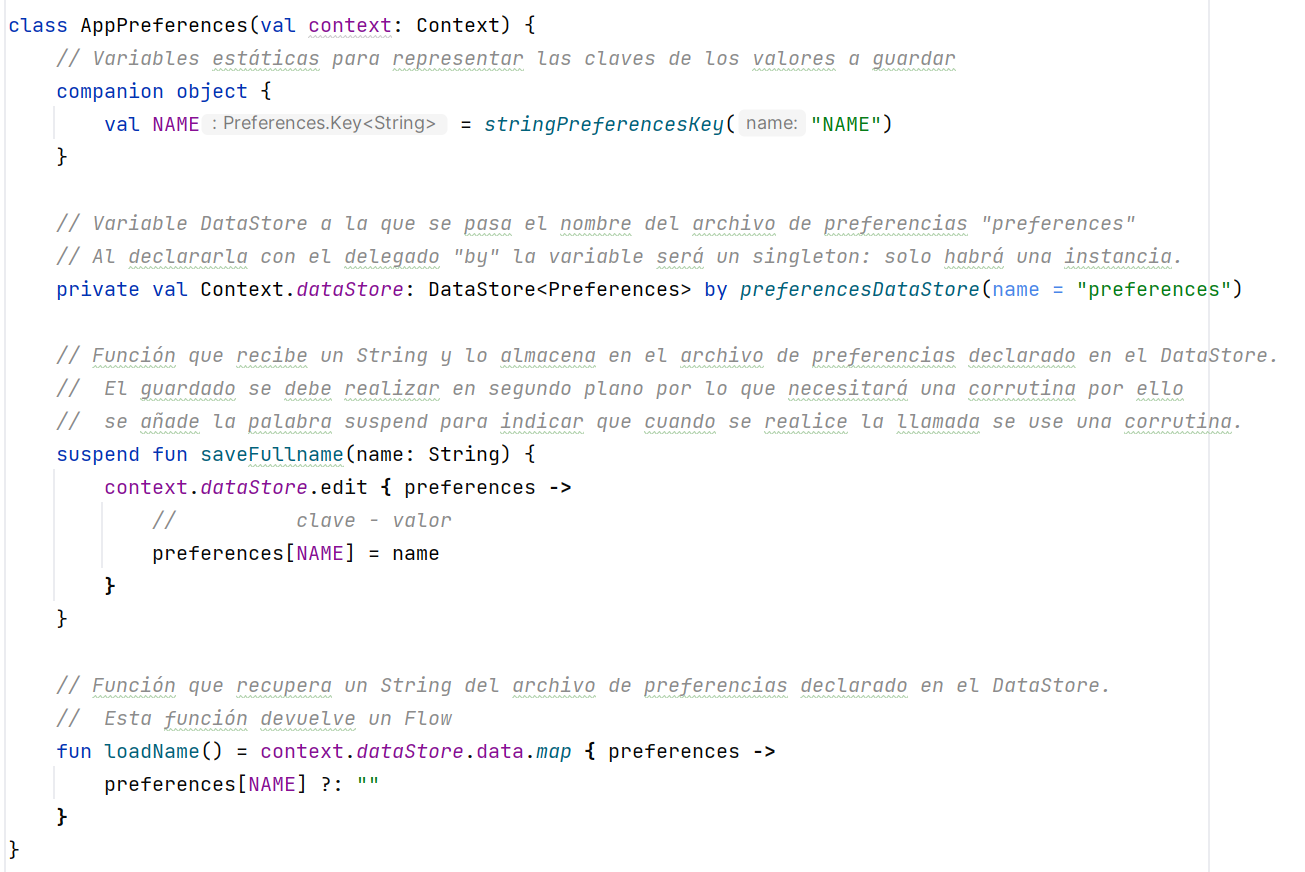 class AppPreferences(val context: Context) {
    // Variables estáticas para representar las claves de los valores a guardar
    companion object {
        val NAME : Preferences.Key<String> = stringPreferencesKey( name: "NAME")
    }

    // Variable DataStore a la que se pasa el nombre del archivo de preferencias "preferences"
    // Al declararla con el delegado "by" la variable será un singleton: solo habrá una instancia.
    private val Context.dataStore: DataStore<Preferences> by preferencesDataStore(name = "preferences")

    // Función que recibe un String y lo almacena en el archivo de preferencias declarado en el DataStore.
    //  El guardado se debe realizar en segundo plano por lo que necesitará una corrutina por ello
    //  se añade la palabra suspend para indicar que cuando se realice la llamada se use una corrutina.
    suspend fun saveFullname(name: String) {
        context.dataStore.edit { preferences ->
            //          clave - valor
            preferences[NAME] = name
        }
    }

    // Función que recupera un String del archivo de preferencias declarado en el DataStore.
    //  Esta función devuelve un Flow
    fun loadName() = context.dataStore.data.map { preferences ->
        preferences[NAME] ?: ""
    }
}